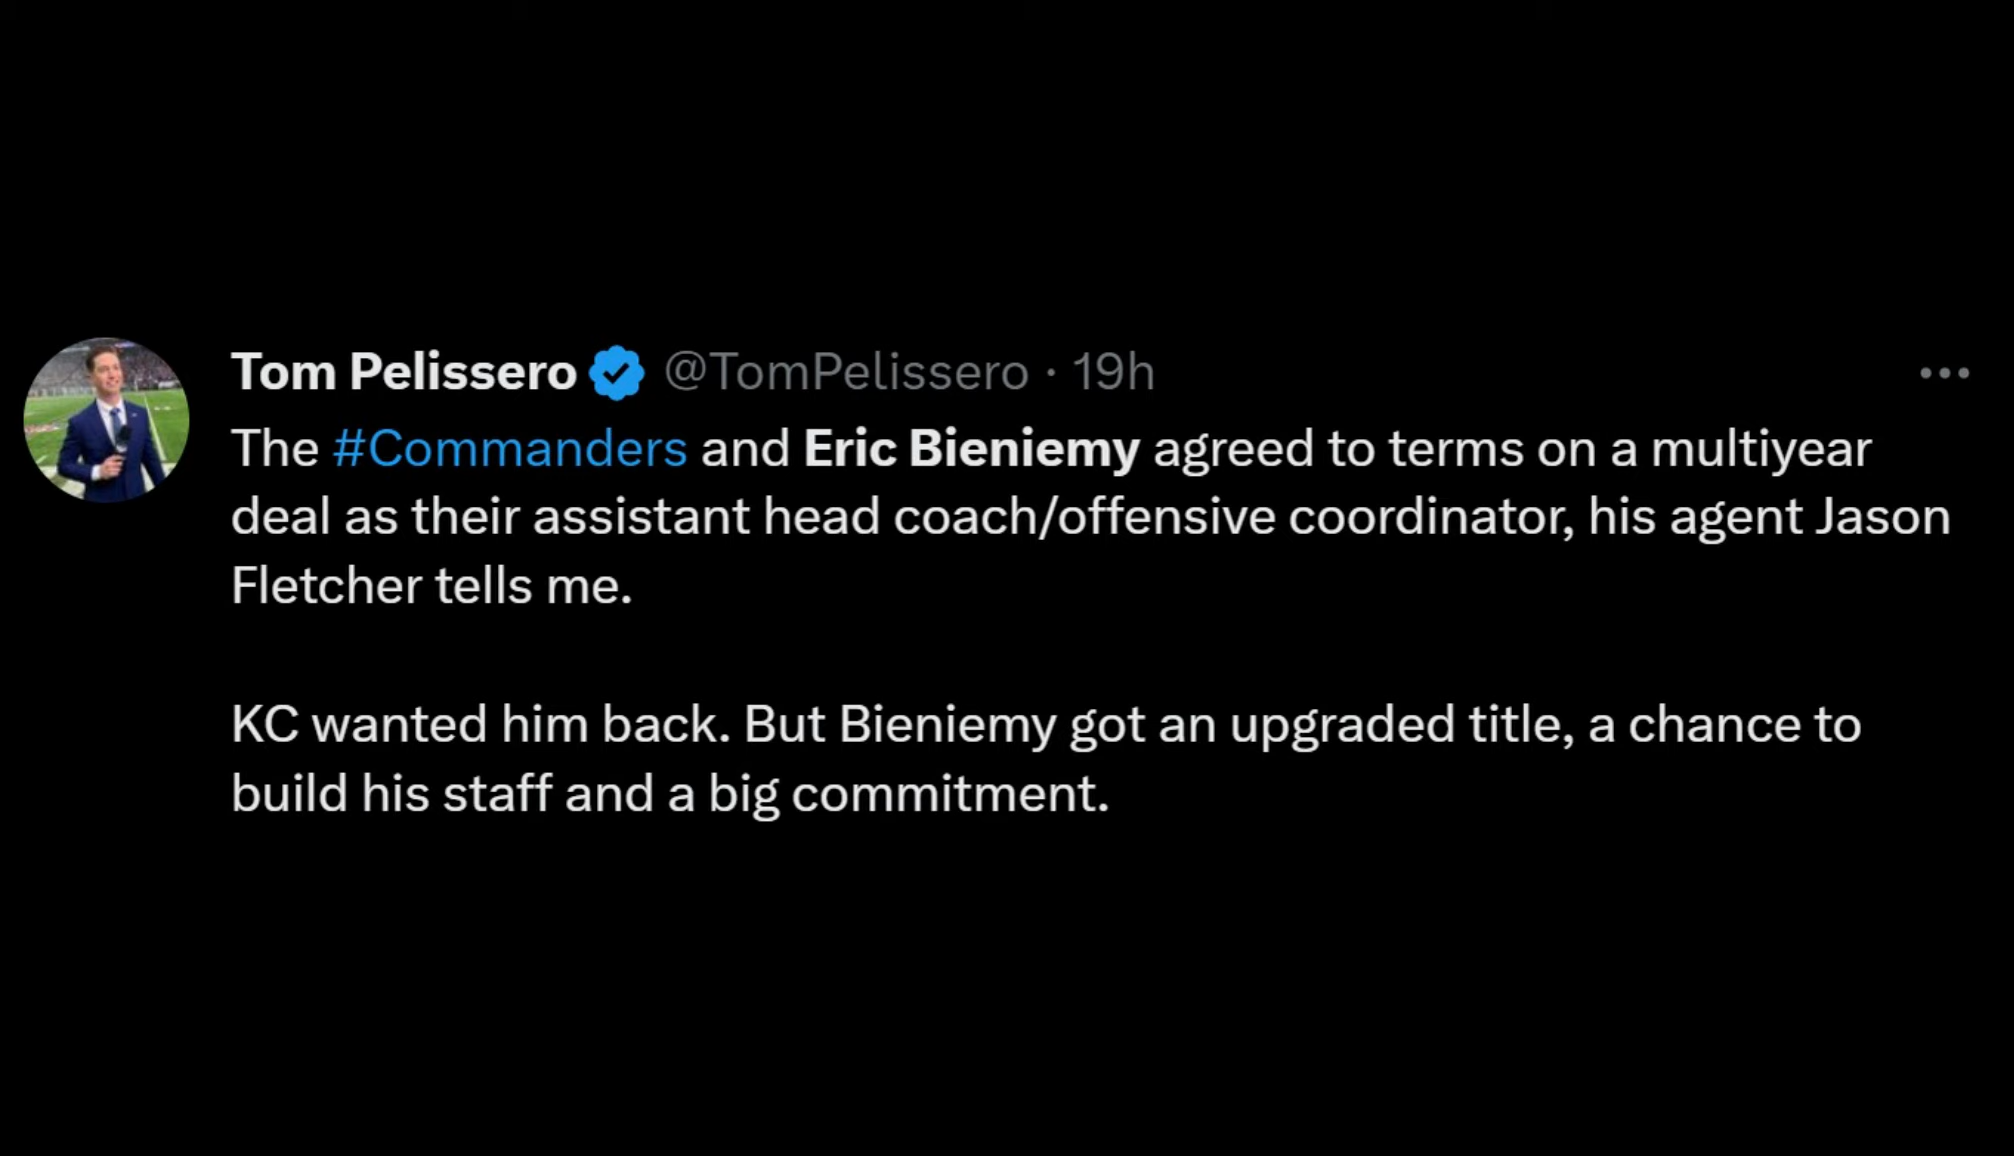 Tom Pelissero @TomPelissero · 19h
The #Commanders and Eric Bieniemy agreed to terms on a multiyear
deal as their assistant head coach/offensive coordinator, his agent Jason
Fletcher tells me.
KC wanted him back. But Bieniemy got an upgraded title, a chance to
build his staff and a big commitment.